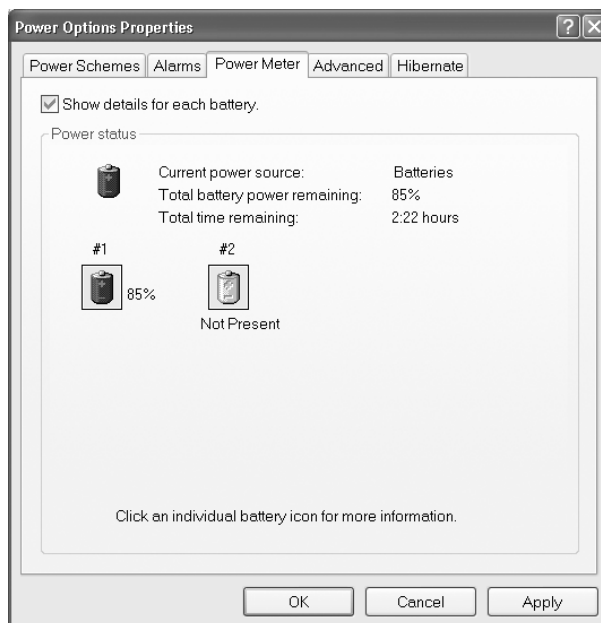 Power Options Properties
Power Schemes Alarms Power Meter Advanced Hibernate
Show details for each battery.
Power status
Current power source: Batteries
Total battery power remaining: 85%
Total time remaining: 2:22 hours
#1 #2
85%
Not Present
Click an individual battery icon for more information.
OK Cancel Apply